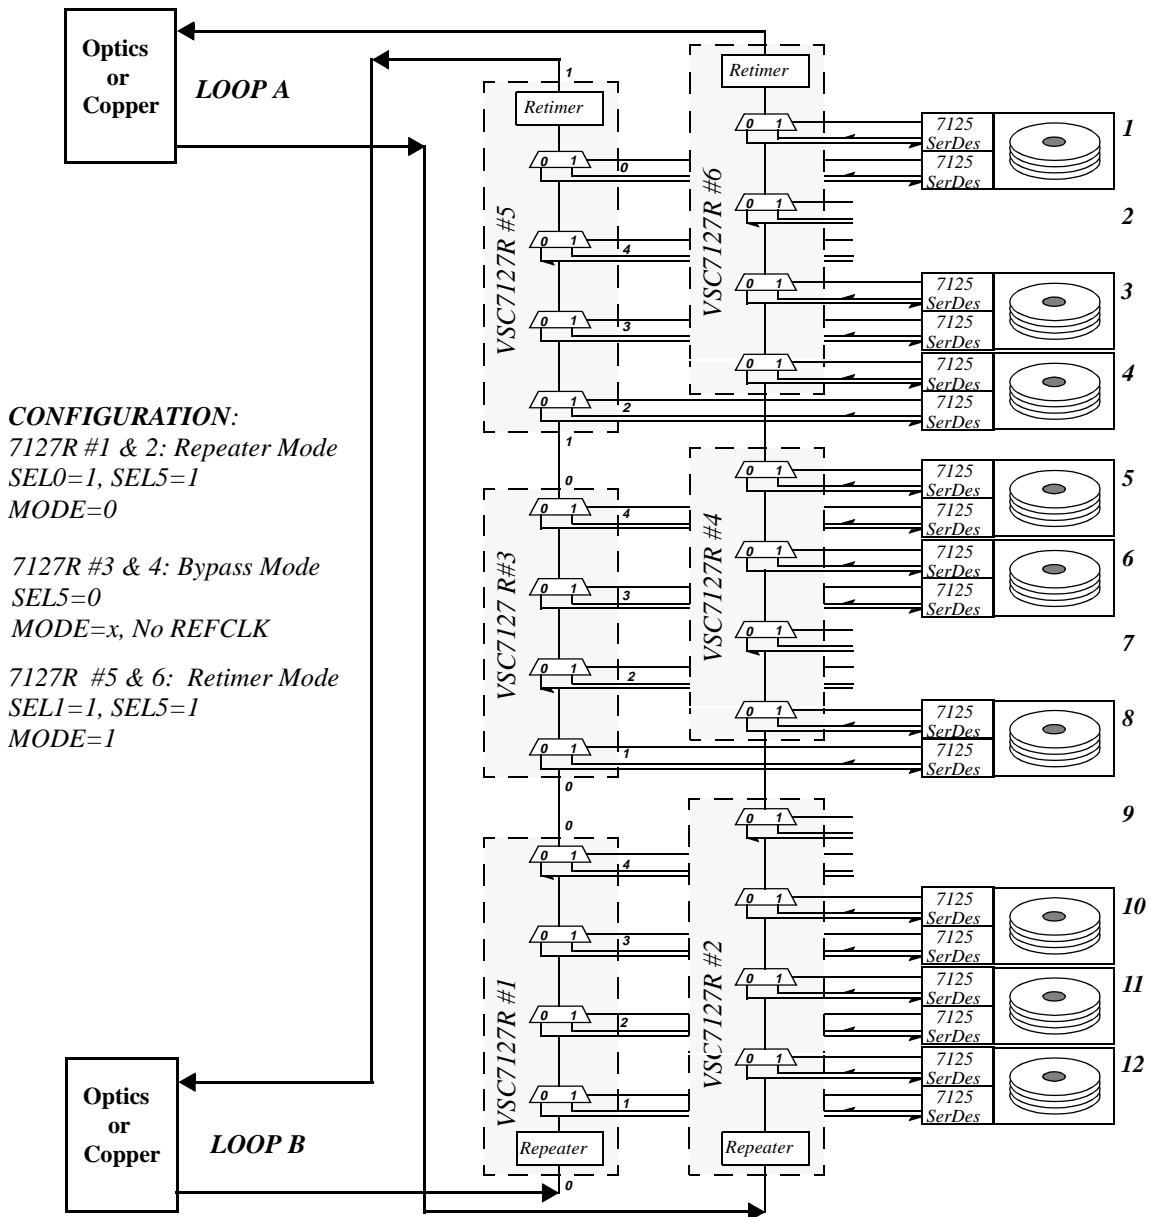 Optics
or
Copper
LOOP A
CONFIGURATION:
7127R #1 & 2: Repeater Mode
SEL0=1, SEL5=1
MODE=0
7127R #3 & 4: Bypass Mode
SEL5=0
MODE=x, No REFCLK
7127R #5 & 6: Retimer Mode
SEL1=1, SEL5=1
MODE=1
Optics
or
Copper
LOOP B
1
Retimer
VSC7127R #5
0 1
0
0 1
4
0 1
3
0 1
2
1
0
VSC7127 R#3
0 1
4
0 1
3
0 1
2
0 1
1
0
0
VSC7127R #1
0 1
4
0 1
3
0 1
2
0 1
1
Repeater
0
Retimer
VSC7127R #6
0 1
0 1
0 1
0 1
VSC7127R #4
0 1
0 1
0 1
0 1
VSC7127R #2
0 1
0 1
0 1
0 1
Repeater
7125
SerDes
7125
SerDes
1
2
7125
SerDes
7125
SerDes
3
7125
SerDes
7125
SerDes
4
7125
SerDes
7125
SerDes
5
7125
SerDes
7125
SerDes
6
7
7125
SerDes
7125
SerDes
8
9
7125
SerDes
7125
SerDes
10
7125
SerDes
7125
SerDes
11
7125
SerDes
7125
SerDes
12